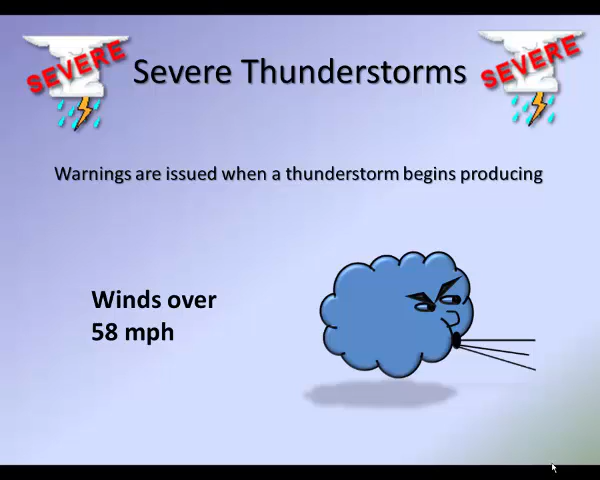 SEVERE
Severe Thunderstorms
SEVERE
Warnings are issued when a thunderstorm begins producing
Winds over
58 mph